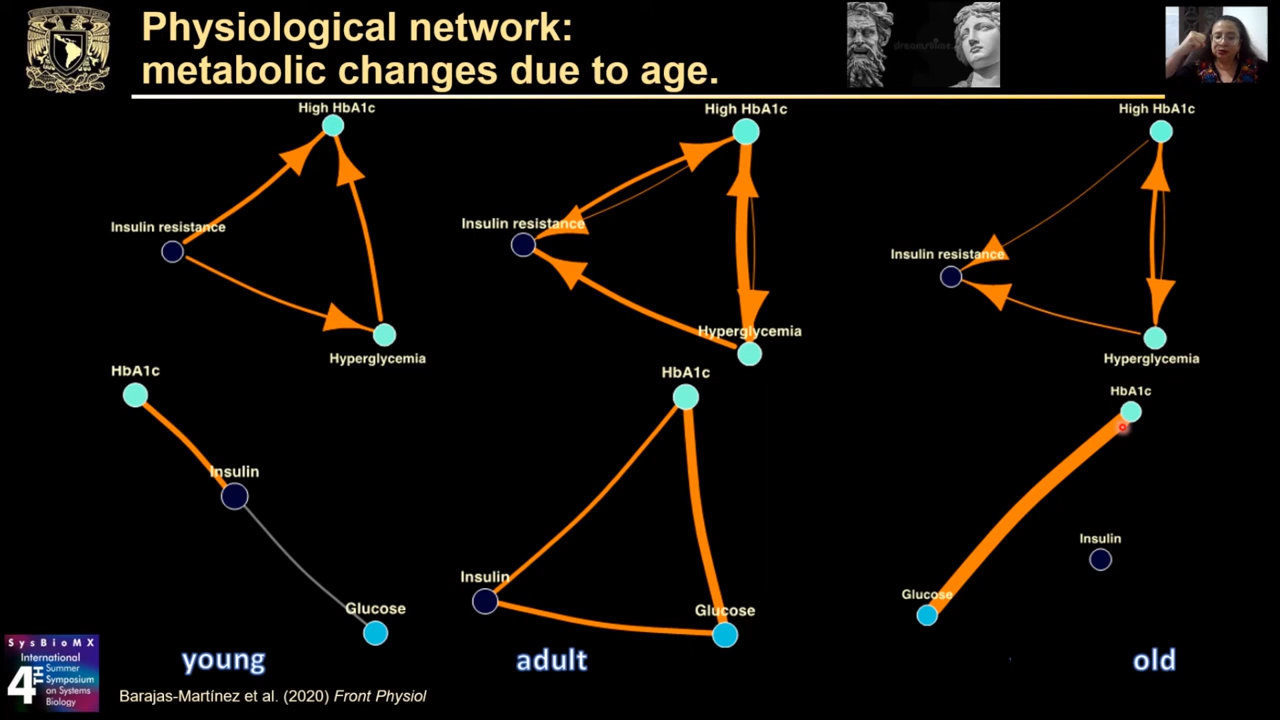 Physiological network:
metabolic changes due to age.
dreamstime
High HbA1c
Insulin resistance
Hyperglycemia
High HbA1c
Insulin resistance
Hyperglycemia
High HbA1c
Insulin resistance
Hyperglycemia
HbA1c
Insulin
Glucose
HbA1c
Insulin
Glucose
HbA1c
Insulin
Glucose
young
adult
old
SysBioMX
International
4TH
Summer
Symposium
on Systems
Biology
Barajas-Martínez et al. (2020) Front Physiol